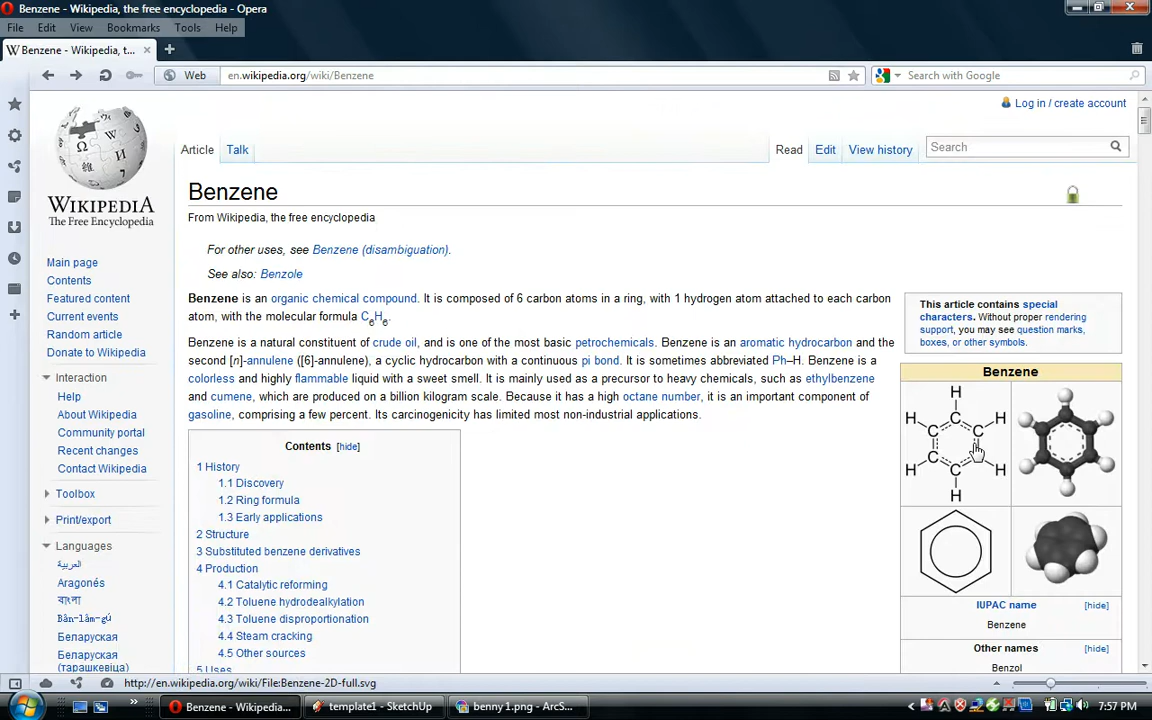 Benzene - Wikipedia, the free encyclopedia - Opera
File Edit View Bookmarks Tools Help
Benzene - Wikipedia, t...
Web en.wikipedia.org/wiki/Benzene Search with Google
Log in / create account
Article Talk Read Edit View history Search
WIKIPEDIA
The Free Encyclopedia
Main page
Contents
Featured content
Current events
Random article
Donate to Wikipedia
Interaction
Help
About Wikipedia
Community portal
Recent changes
Contact Wikipedia
Toolbox
Print/export
Languages
العربية
Aragonés
বাংলা
Bân-lâm-gú
Беларуская
Беларуская
(тарашкевіца)
Benzene
From Wikipedia, the free encyclopedia
For other uses, see Benzene (disambiguation).
See also: Benzole
Benzene is an organic chemical compound. It is composed of 6 carbon atoms in a ring, with 1 hydrogen atom attached to each carbon
atom, with the molecular formula C6H6.
Benzene is a natural constituent of crude oil, and is one of the most basic petrochemicals. Benzene is an aromatic hydrocarbon and the
second [n]-annulene ([6]-annulene), a cyclic hydrocarbon with a continuous pi bond. It is sometimes abbreviated Ph–H. Benzene is a
colorless and highly flammable liquid with a sweet smell. It is mainly used as a precursor to heavy chemicals, such as ethylbenzene
and cumene, which are produced on a billion kilogram scale. Because it has a high octane number, it is an important component of
gasoline, comprising a few percent. Its carcinogenicity has limited most non-industrial applications.
Contents [hide]
1 History
1.1 Discovery
1.2 Ring formula
1.3 Early applications
2 Structure
3 Substituted benzene derivatives
4 Production
4.1 Catalytic reforming
4.2 Toluene hydrodealkylation
4.3 Toluene disproportionation
4.4 Steam cracking
4.5 Other sources
5 Uses
This article contains special
characters. Without proper rendering
support, you may see question marks,
boxes, or other symbols.
Benzene
H
H C C C H
H C C H
H
IUPAC name [hide]
Benzene
Other names [hide]
Benzol
http://en.wikipedia.org/wiki/File:Benzene-2D-full.svg
Benzene - Wikipedia... template1 - SketchUp benny 1.png - ArcS... 7:57 PM